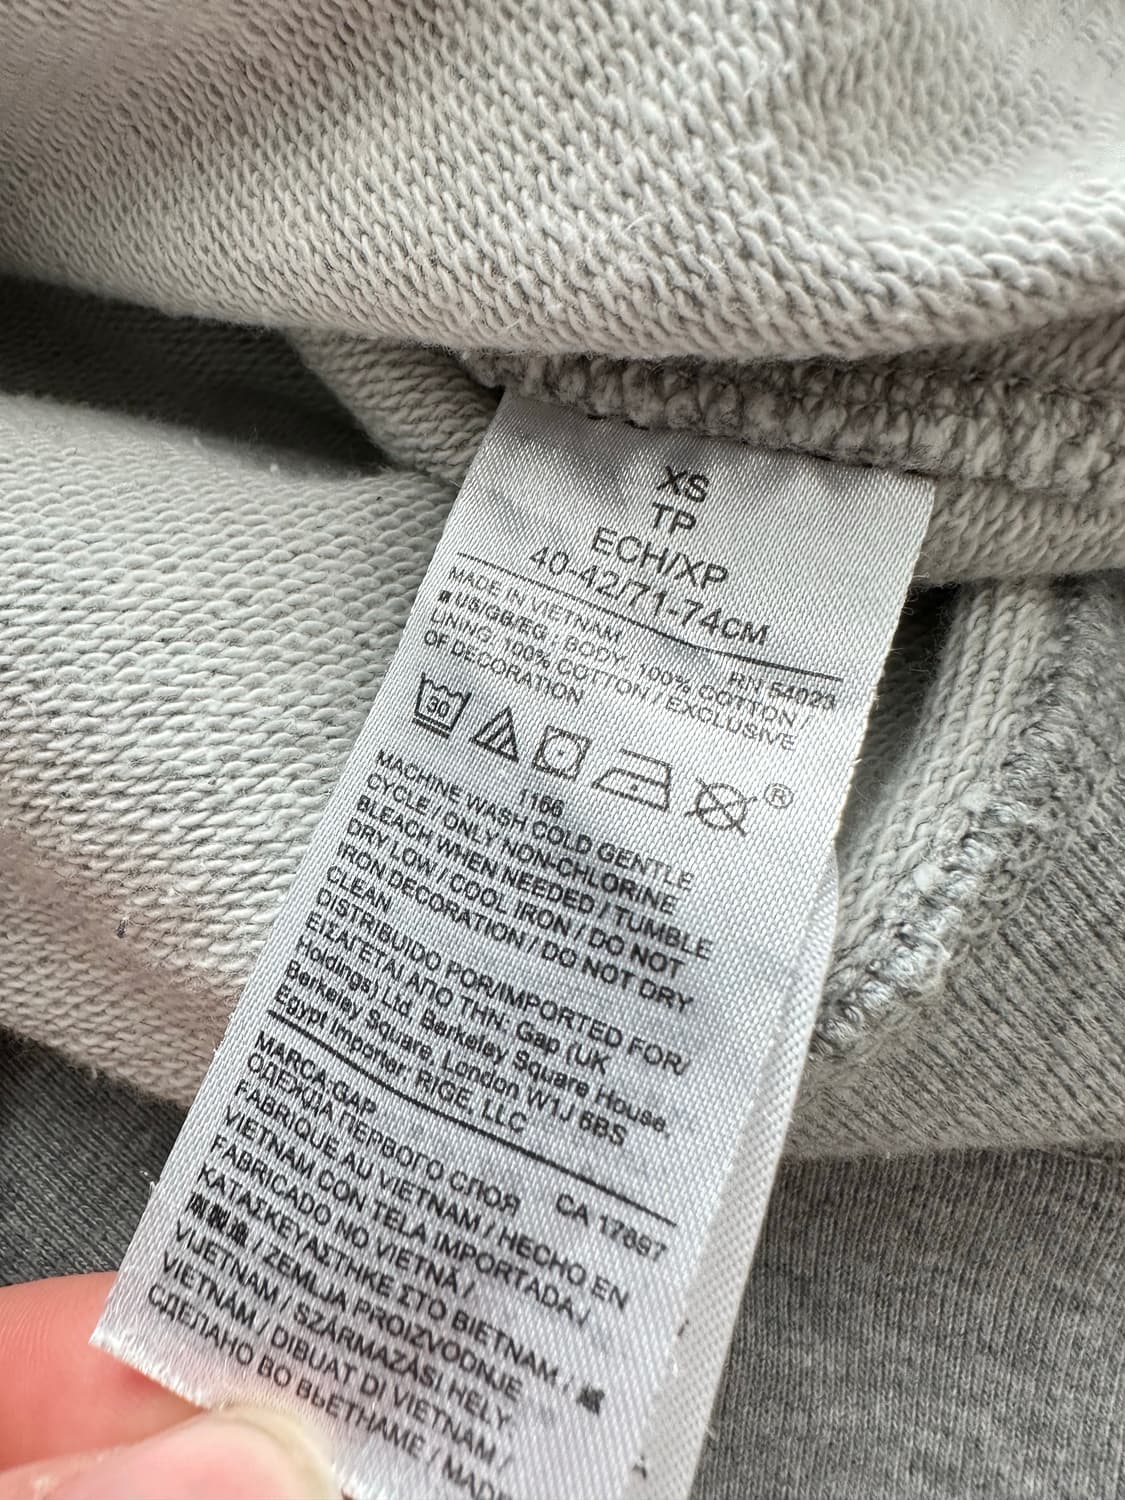 XS
TP
ECH/XP
40-42/71-74CM
MADE IN VIETNAM RN 54023
US/GB/EG, BODY: 100% COTTON /
LINING: 100% COTTON / EXCLUSIVE
OF DECORATION
30
®
1166
MACHINE WASH COLD GENTLE
CYCLE / ONLY NON-CHLORINE
BLEACH WHEN NEEDED / TUMBLE
DRY LOW / COOL IRON / DO NOT
IRON DECORATION / DO NOT DRY
CLEAN
DISTRIBUIDO POR/IMPORTED FOR/
ΕΙΣΑΓΕΤΑΙ ΑΠΟ ΤΗΝ: Gap (UK
Holdings) Ltd, Berkeley Square House,
Berkeley Square, London W1J 6BS
Egypt Importer, RIGE, LLC
MARCA:GAP CA 17897
ОДЕЖДА ПЕРВОГО СЛОЯ
FABRIQUE AU VIETNAM / HECHO EN
VIETNAM CON TELA IMPORTADA /
FABRICADO NO VIETNÃ /
ΚΑΤΑΣΚΕΥΑΣΤΗΚΕ ΣΤΟ ΒΙΕΤΝΑΜ /
/ ZEMLJA PROIZVODNJE
VIJETNAM / SZÁRMAZÁSI HELY
VIETNAM / DIBUAT DI VIETNAM /
СДЕЛАНО ВО ВЬЕТНАМЕ / MADE